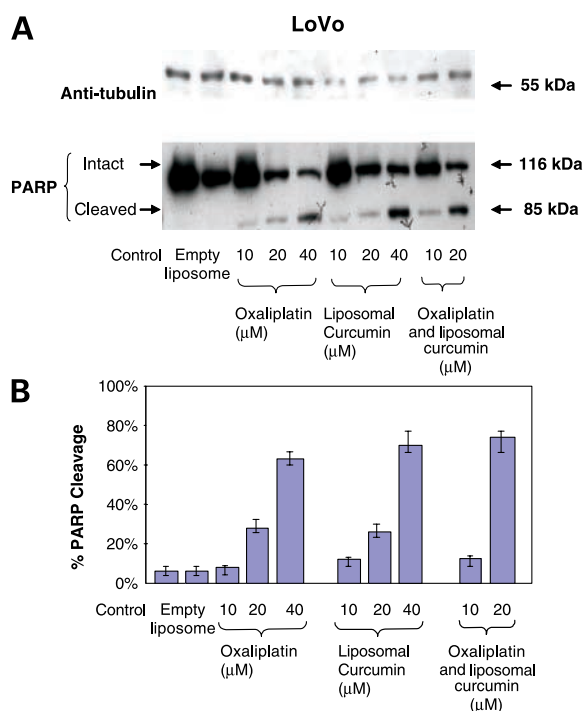 A
LoVo
Anti-tubulin
55 kDa
PARP
Intact
116 kDa
Cleaved
85 kDa
Control Empty liposome 10 20 40 10 20 40 10 20
Oxaliplatin (μM)
Liposomal Curcumin (μM)
Oxaliplatin and liposomal curcumin (μM)
B
% PARP Cleavage
100%
80%
60%
40%
20%
0%
Control Empty liposome 10 20 40 10 20 40 10 20
Oxaliplatin (μM)
Liposomal Curcumin (μM)
Oxaliplatin and liposomal curcumin (μM)